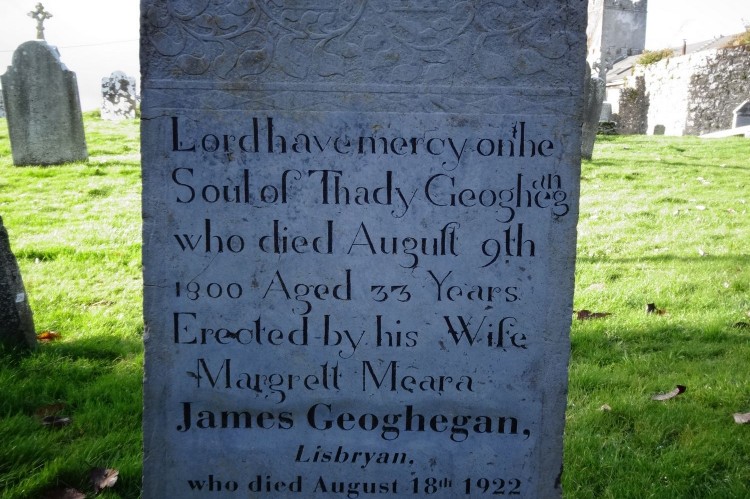 Lord have mercy on the
Soul of Thady Geoghegan
who died Auguſt 9th
1800 Aged 33 Years
Erected by his Wife
Margrett Meara
James Geoghegan,
Lisbryan,
who died August 18th 1922